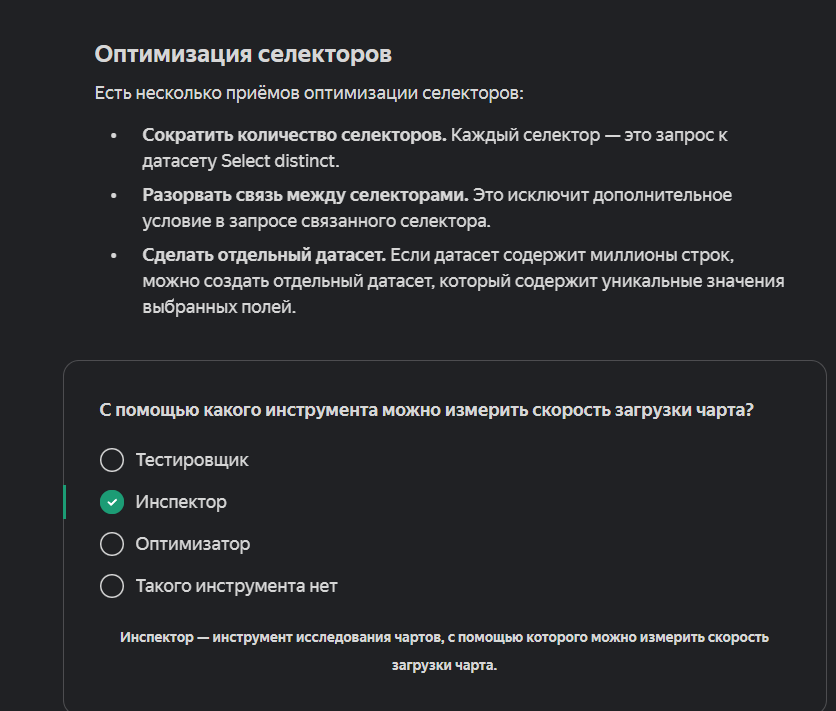 Оптимизация селекторов
Есть несколько приёмов оптимизации селекторов:
• Сократить количество селекторов. Каждый селектор — это запрос к
датасету Select distinct.
• Разорвать связь между селекторами. Это исключит дополнительное
условие в запросе связанного селектора.
• Сделать отдельный датасет. Если датасет содержит миллионы строк,
можно создать отдельный датасет, который содержит уникальные значения
выбранных полей.
С помощью какого инструмента можно измерить скорость загрузки чарта?
Тестировщик
Инспектор
Оптимизатор
Такого инструмента нет
Инспектор — инструмент исследования чартов, с помощью которого можно измерить скорость
загрузки чарта.